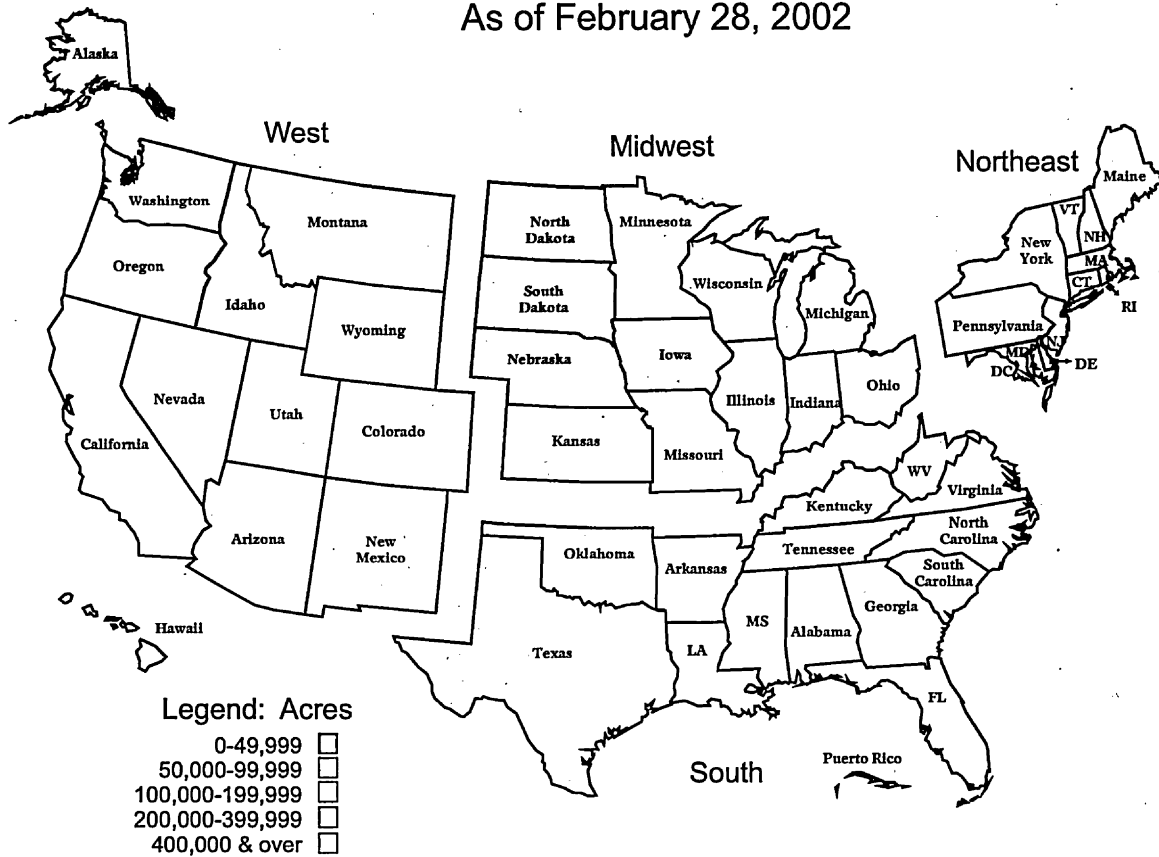 As of February 28, 2002
Alaska
West
Midwest
Northeast
Maine
Washington
Montana
North
Dakota
Minnesota
VT
NH
New
York
MA
CT
RI
Oregon
Idaho
Wyoming
South
Dakota
Wisconsin
Michigan
Pennsylvania
NJ
MD
DE
DC
Nebraska
Iowa
Nevada
Utah
Colorado
Illinois
Indiana
Ohio
California
Kansas
Missouri
WV
Virginia
Kentucky
North
Carolina
Arizona
New
Mexico
Oklahoma
Arkansas
Tennessee
South
Carolina
Georgia
MS
Alabama
Hawaii
Texas
LA
FL
Puerto Rico
South
Legend: Acres
0-49,999
50,000-99,999
100,000-199,999
200,000-399,999
400,000 & over